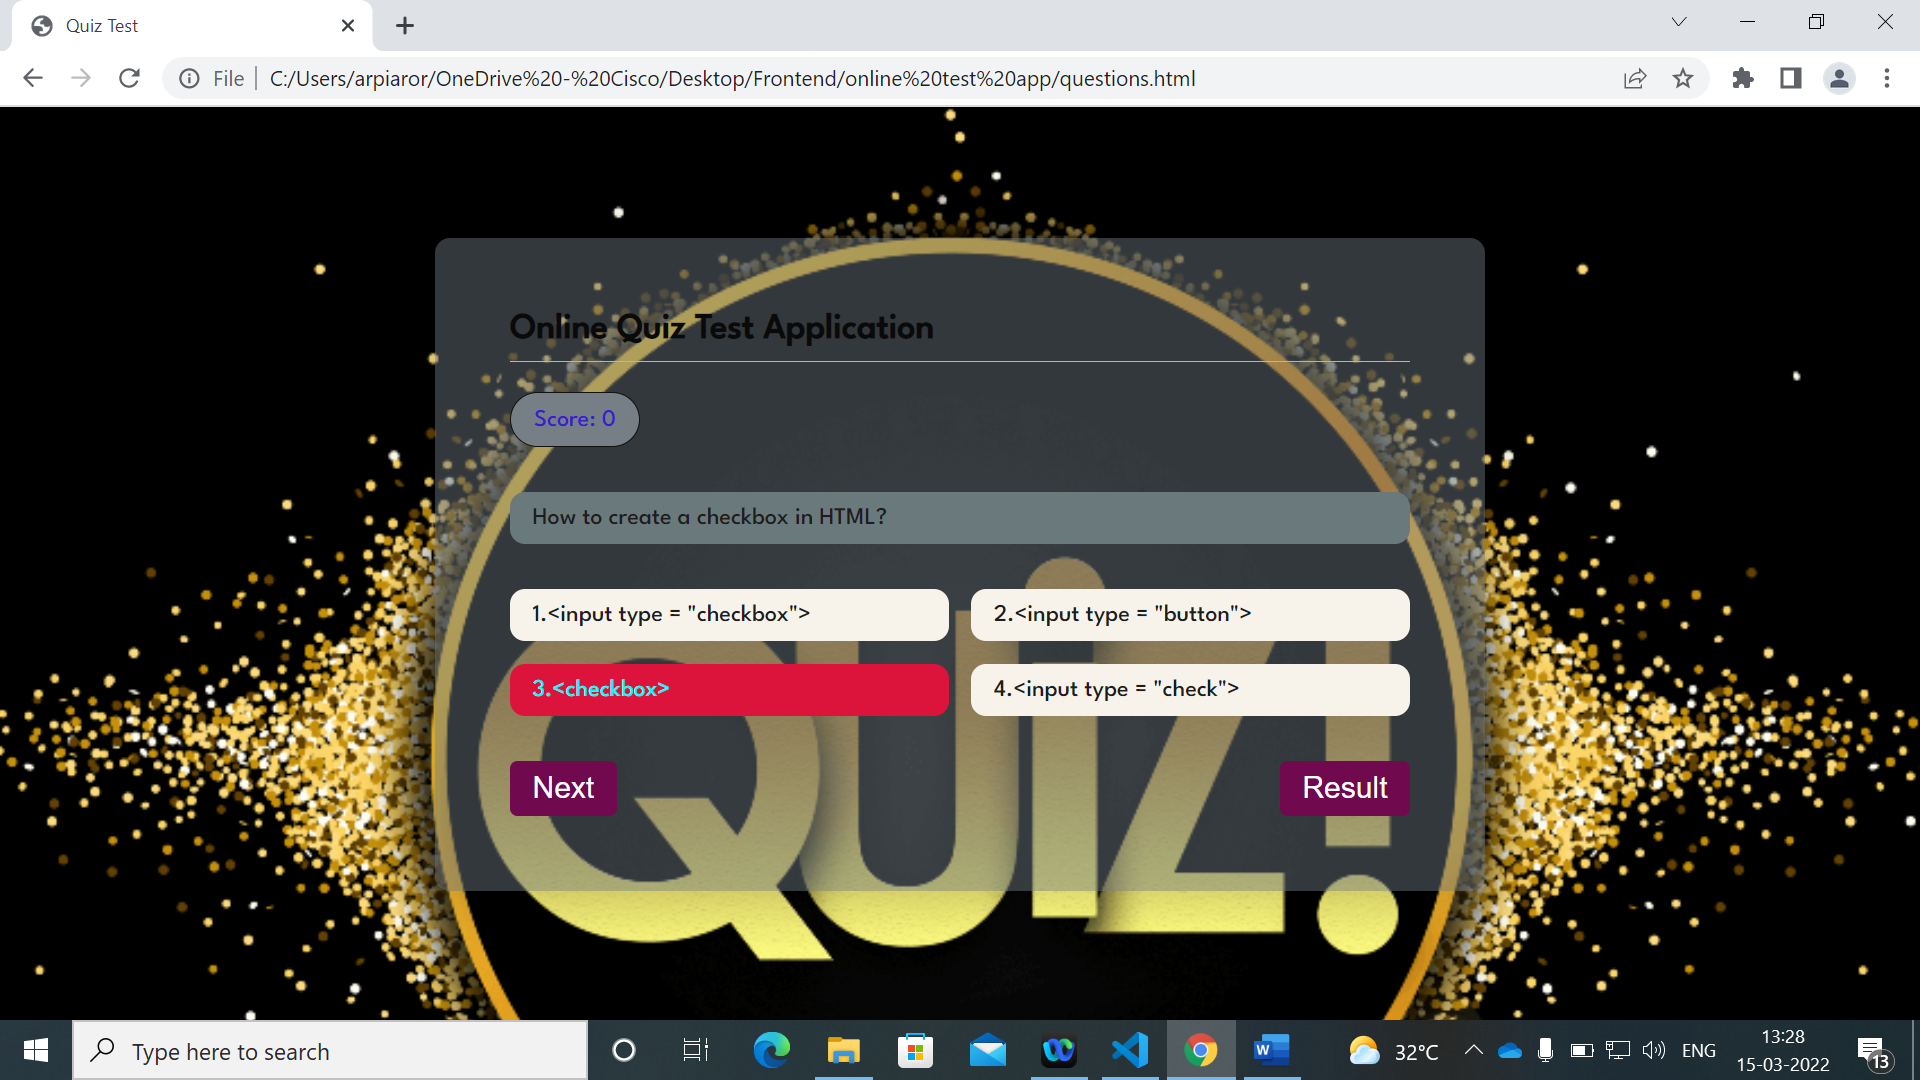 Quiz Test
File
C:/Users/arpiaror/OneDrive%20-%20Cisco/Desktop/Frontend/online%20test%20app/questions.html
Online Quiz Test Application
Score: 0
How to create a checkbox in HTML?
1.<input type = "checkbox">
2.<input type = "button">
3.<checkbox>
4.<input type = "check">
Next
Result
QUiZ!
Type here to search
W
32°C
ENG
13:28
15-03-2022
13